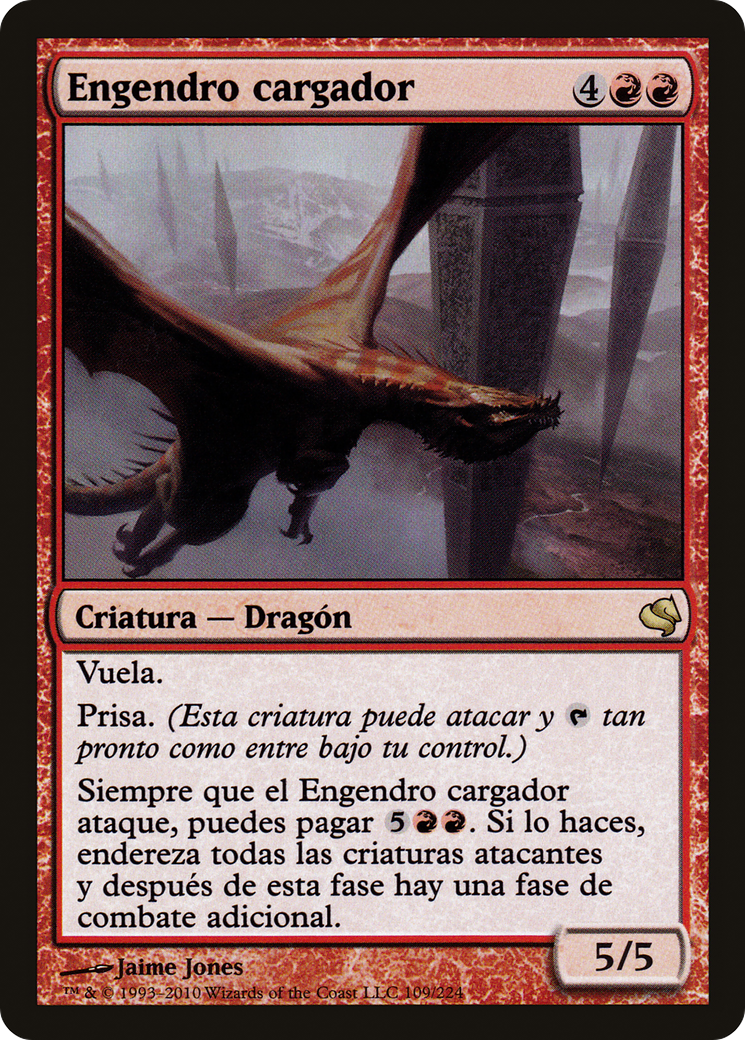 Engendro cargador 4
Criatura — Dragón
Vuela.
Prisa. (Esta criatura puede atacar y tan
pronto como entre bajo tu control.)
Siempre que el Engendro cargador
ataque, puedes pagar 5. Si lo haces,
endereza todas las criaturas atacantes
y después de esta fase hay una fase de
combate adicional.
5/5
Jaime Jones
™ & © 1993–2010 Wizards of the Coast LLC 109/224